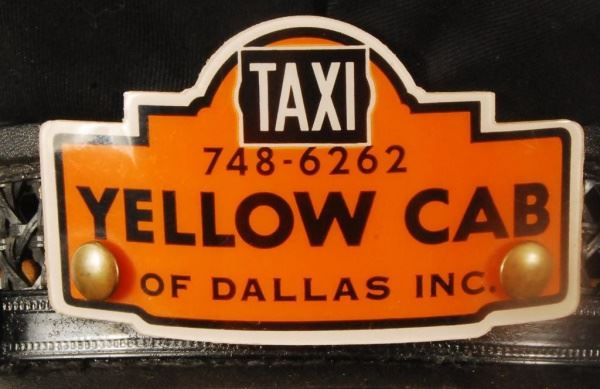 TAXI
748-6262
YELLOW CAB
OF DALLAS INC.